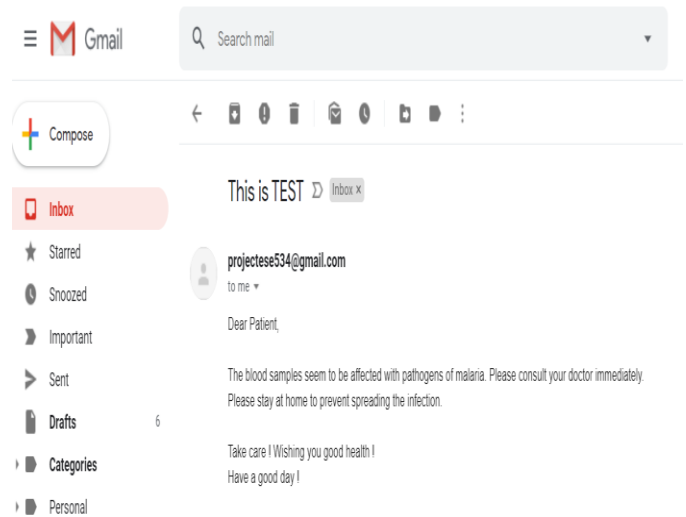 Gmail
Search mail
Compose
This is TEST Inbox x
Inbox
Starred
Snoozed
Important
Sent
Drafts 6
Categories
Personal
projectese534@gmail.com
to me
Dear Patient,
The blood samples seem to be affected with pathogens of malaria. Please consult your doctor immediately.
Please stay at home to prevent spreading the infection.
Take care ! Wishing you good health !
Have a good day !